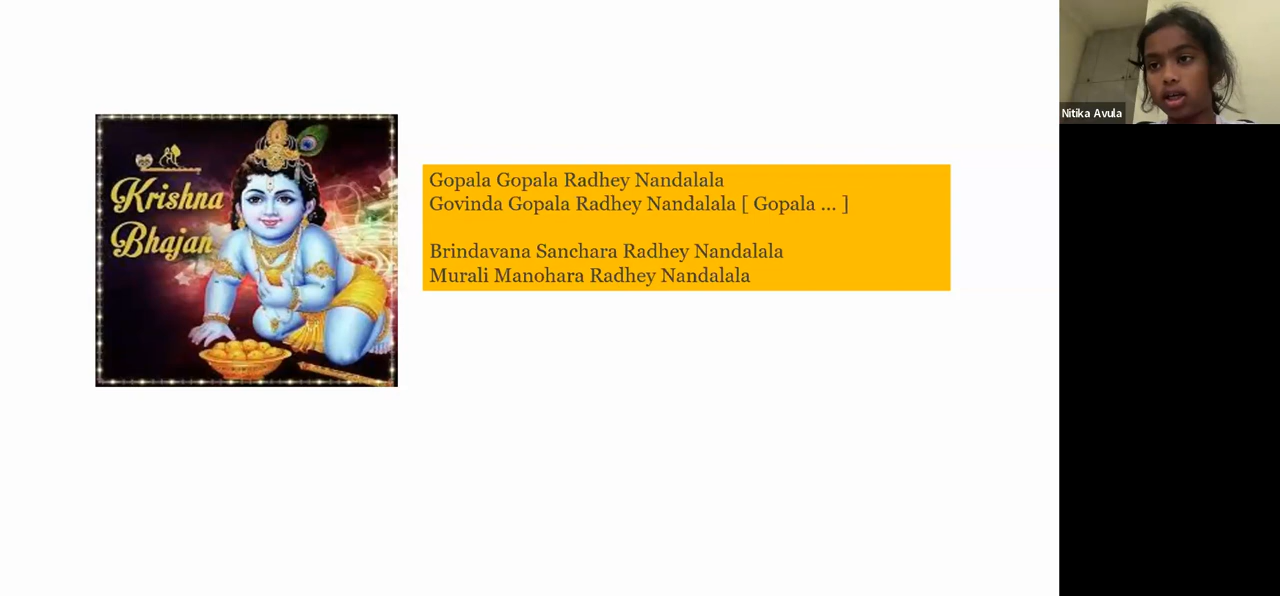 Krishna
Bhajan
Gopala Gopala Radhey Nandalala
Govinda Gopala Radhey Nandalala [ Gopala ... ]
Brindavana Sanchara Radhey Nandalala
Murali Manohara Radhey Nandalala
Nitika Avula